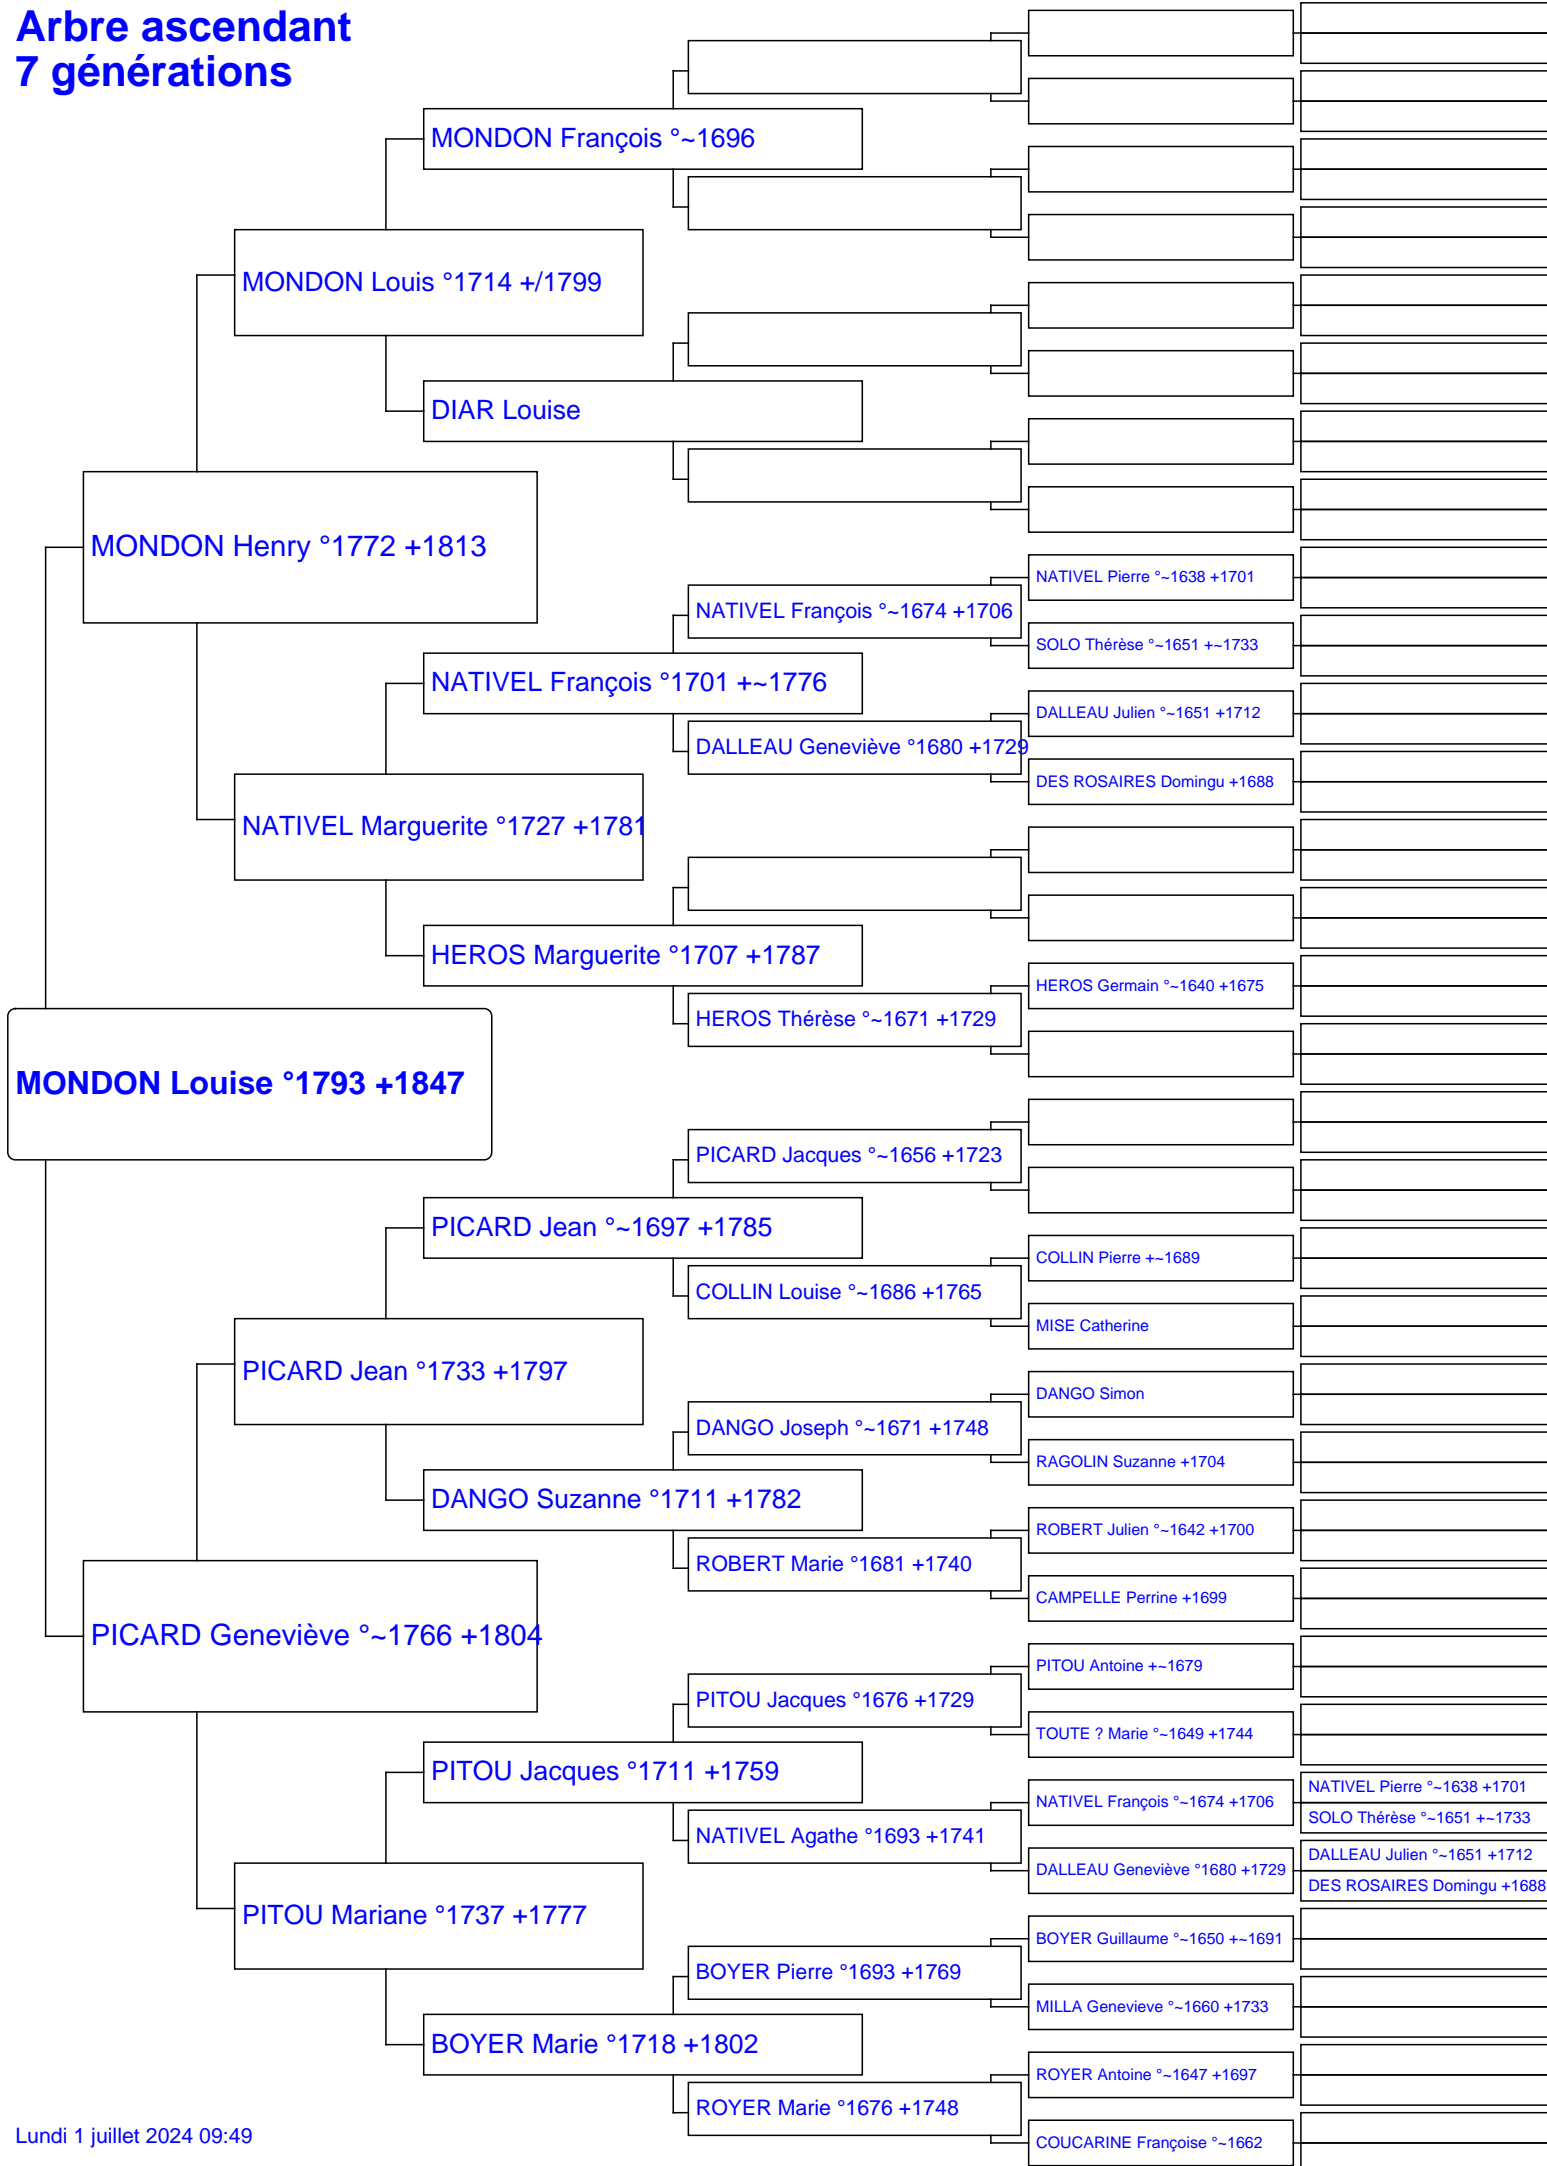 Arbre ascendant
7 générations
MONDON François °~1696
MONDON Louis °1714 +/1799
DIAR Louise
MONDON Henry °1772 +1813
NATIVEL Pierre °~1638 +1701
NATIVEL François °~1674 +1706
SOLO Thérèse °~1651 +~1733
NATIVEL François °1701 +~1776
DALLEAU Julien °~1651 +1712
DALLEAU Geneviève °1680 +1729
DES ROSAIRES Domingu +1688
NATIVEL Marguerite °1727 +1781
HEROS Marguerite °1707 +1787
HEROS Germain °~1640 +1675
HEROS Thérèse °~1671 +1729
MONDON Louise °1793 +1847
PICARD Jacques °~1656 +1723
PICARD Jean °~1697 +1785
COLLIN Pierre +~1689
COLLIN Louise °~1686 +1765
MISE Catherine
PICARD Jean °1733 +1797
DANGO Simon
DANGO Joseph °~1671 +1748
RAGOLIN Suzanne +1704
DANGO Suzanne °1711 +1782
ROBERT Julien °~1642 +1700
ROBERT Marie °1681 +1740
CAMPELLE Perrine +1699
PICARD Geneviève °~1766 +1804
PITOU Antoine +~1679
PITOU Jacques °1676 +1729
TOUTE ? Marie °~1649 +1744
PITOU Jacques °1711 +1759
NATIVEL Pierre °~1638 +1701
NATIVEL François °~1674 +1706
SOLO Thérèse °~1651 +~1733
NATIVEL Agathe °1693 +1741
DALLEAU Julien °~1651 +1712
DALLEAU Geneviève °1680 +1729
DES ROSAIRES Domingu +1688
PITOU Mariane °1737 +1777
BOYER Guillaume °~1650 +~1691
BOYER Pierre °1693 +1769
MILLA Genevieve °~1660 +1733
BOYER Marie °1718 +1802
ROYER Antoine °~1647 +1697
ROYER Marie °1676 +1748
COUCARINE Françoise °~1662
Lundi 1 juillet 2024 09:49